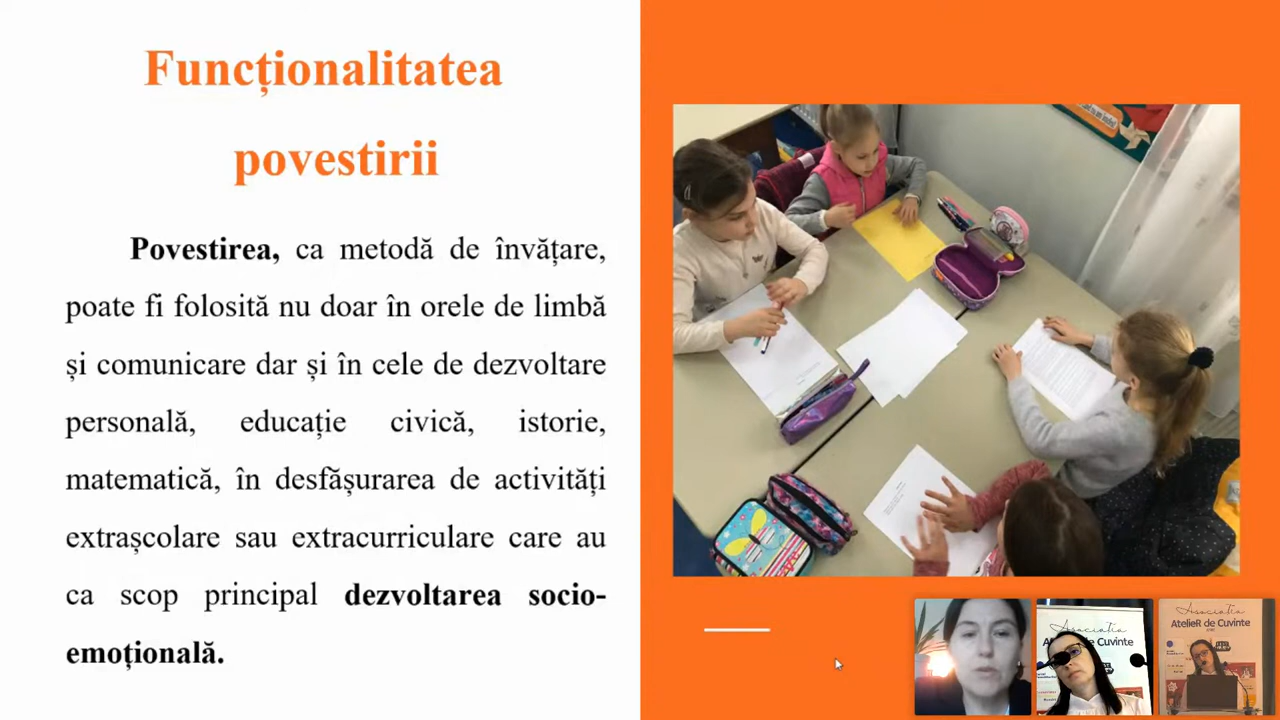 Funcționalitatea
povestirii
Povestirea, ca metodă de învățare,
poate fi folosită nu doar în orele de limbă
și comunicare dar și în cele de dezvoltare
personală, educație civică, istorie,
matematică, în desfășurarea de activități
extrașcolare sau extracurriculare care au
ca scop principal dezvoltarea socio-
emoțională.
Asociația
de Cuvinte
Asociația
AtelieR de Cuvinte